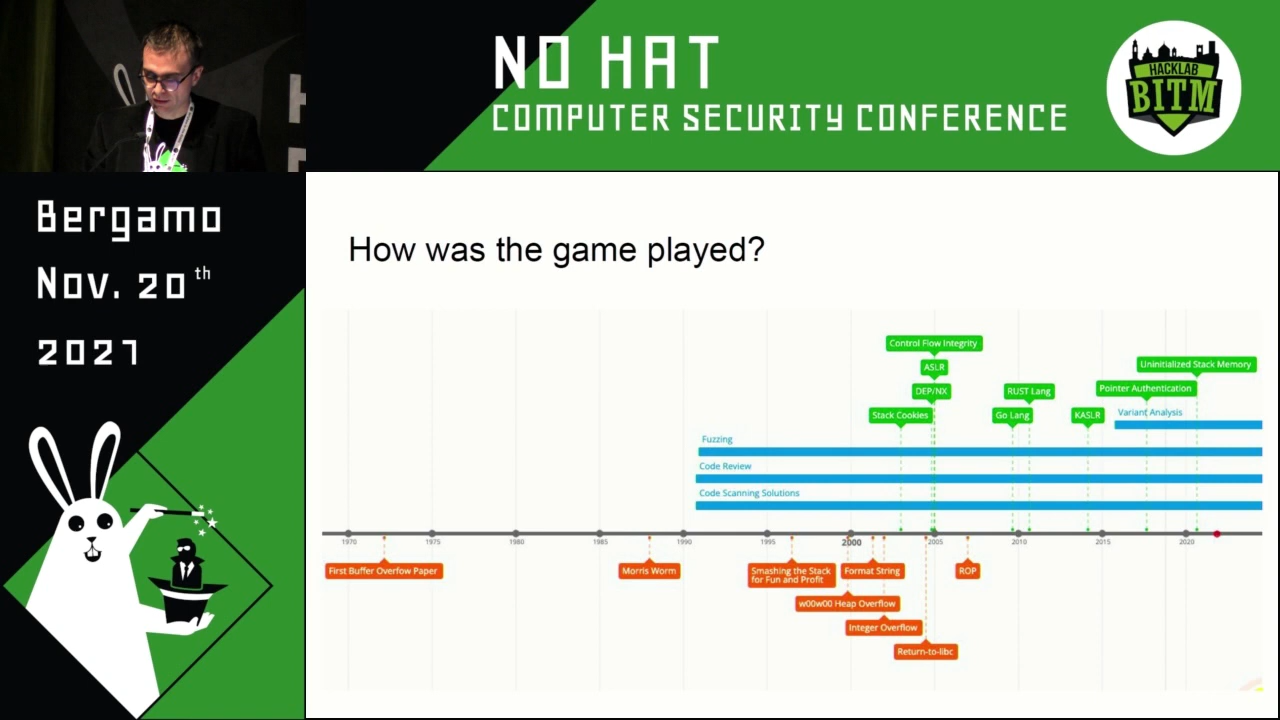 NO HAT
COMPUTER SECURITY CONFERENCE
HACKLAB
BITM
Bergamo
Nov. 20th
2021
How was the game played?
Control Flow Integrity
ASLR
DEP/NX
Stack Cookies
RUST Lang
Go Lang
KASLR
Uninitialized Stack Memory
Pointer Authentication
Variant Analysis
Fuzzing
Code Review
Code Scanning Solutions
1970 1975 1980 1985 1990 1995 2000 2005 2010 2015 2020
First Buffer Overfow Paper
Morris Worm
Smashing the Stack
for Fun and Profit
Format String
ROP
w00w00 Heap Overflow
Integer Overflow
Return-to-libc